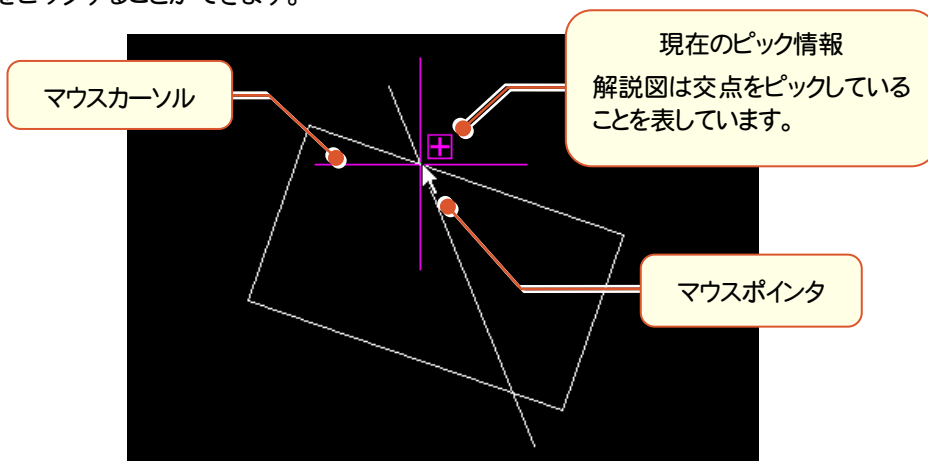 をピックすることができます。
現在のピック情報
解説図は交点をピックしている
ことを表しています。
マウスカーソル
マウスポインタ